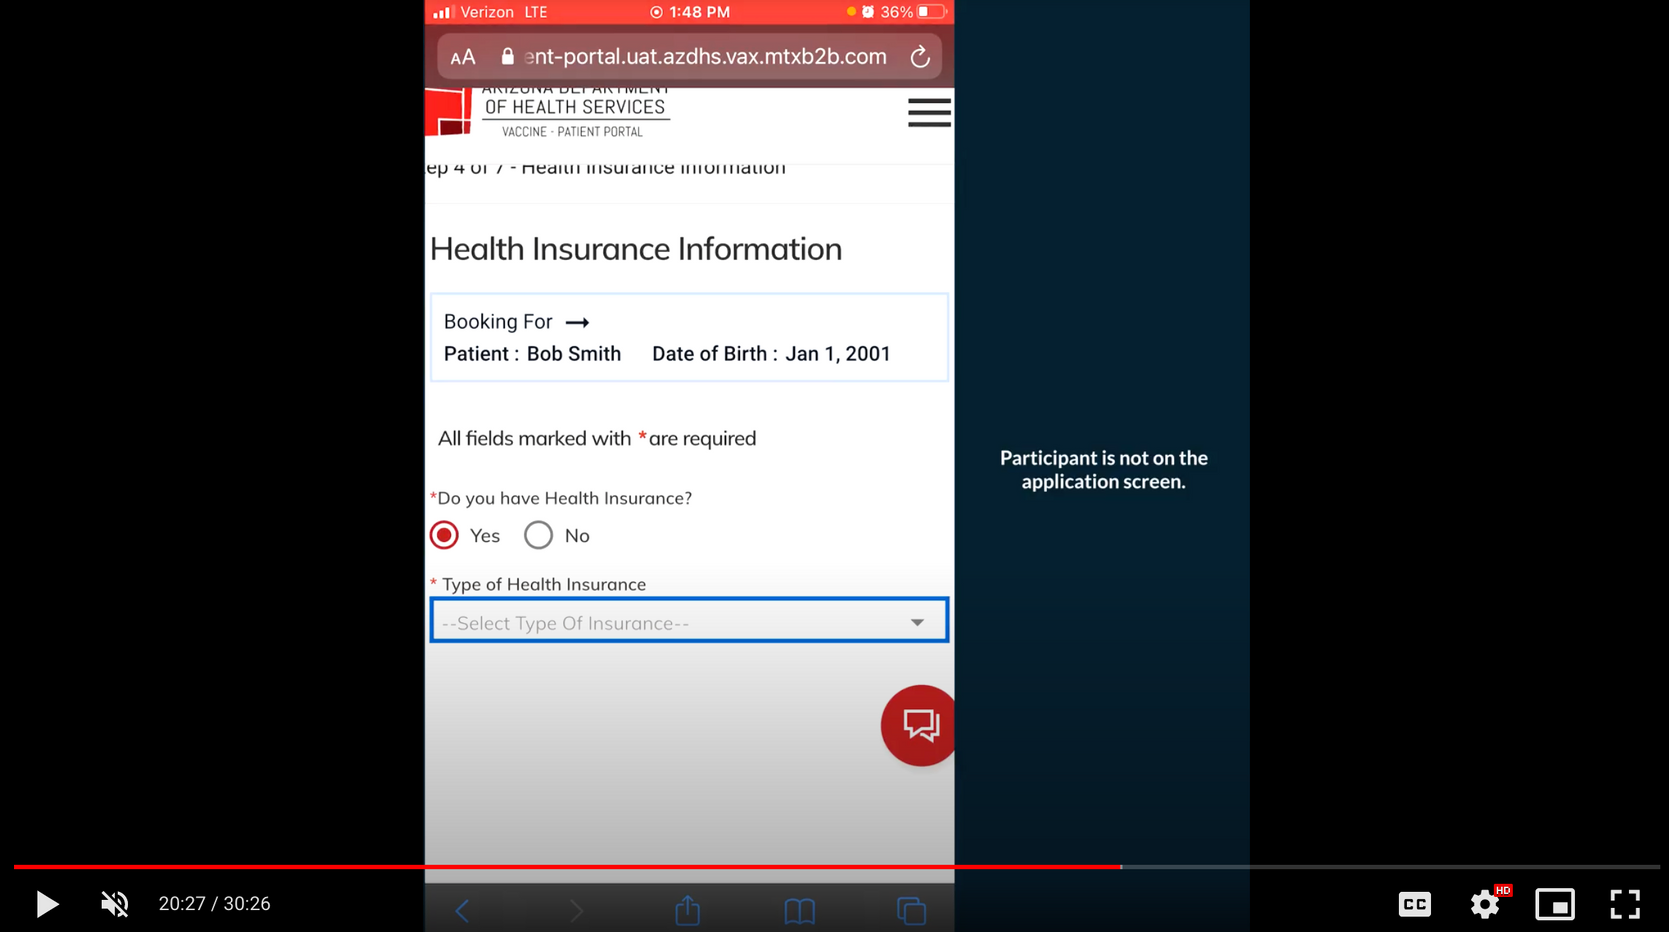 Verizon LTE 1:48 PM 36%
AA ent-portal.uat.azdhs.vax.mtxb2b.com
ARIZONA DEPARTMENT
OF HEALTH SERVICES
VACCINE - PATIENT PORTAL
ep 4 of 7 - Health Insurance Information
Health Insurance Information
Booking For →
Patient : Bob Smith Date of Birth : Jan 1, 2001
All fields marked with *are required
*Do you have Health Insurance?
Yes No
* Type of Health Insurance
--Select Type Of Insurance--
Participant is not on the
application screen.
20:27 / 30:26
CC HD